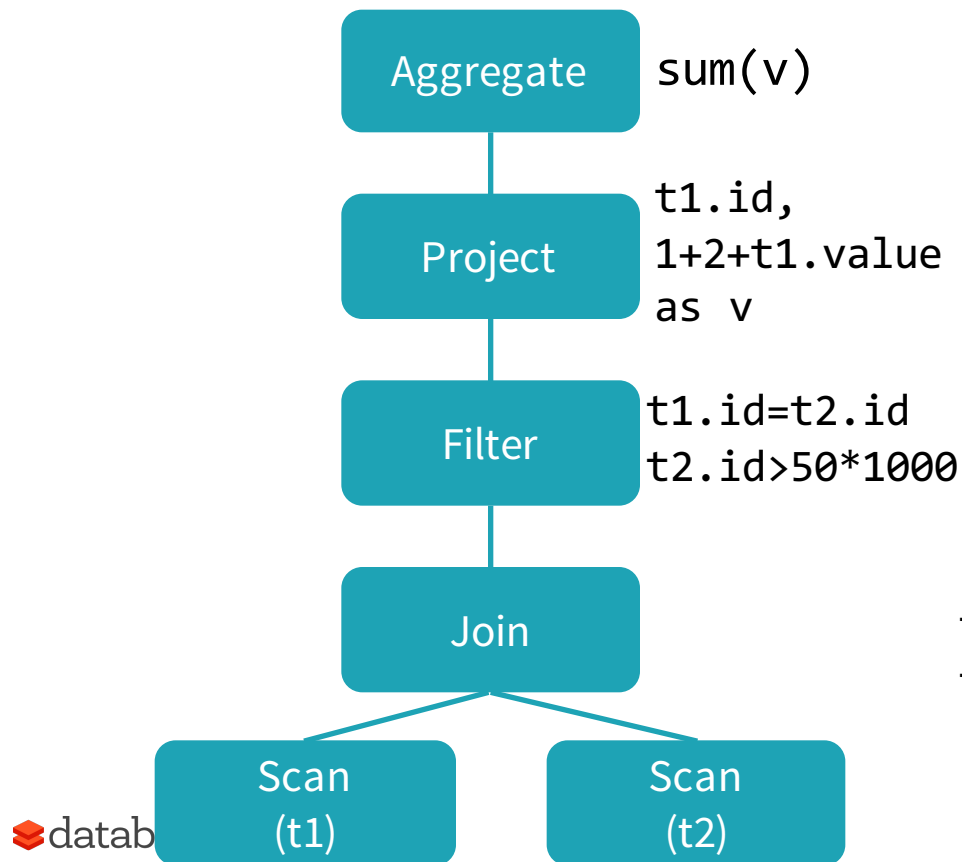 Aggregate
sum(v)
Project
t1.id,
1+2+t1.value
as v
Filter
t1.id=t2.id
t2.id>50*1000
Join
Scan
(t1)
Scan
(t2)
datab